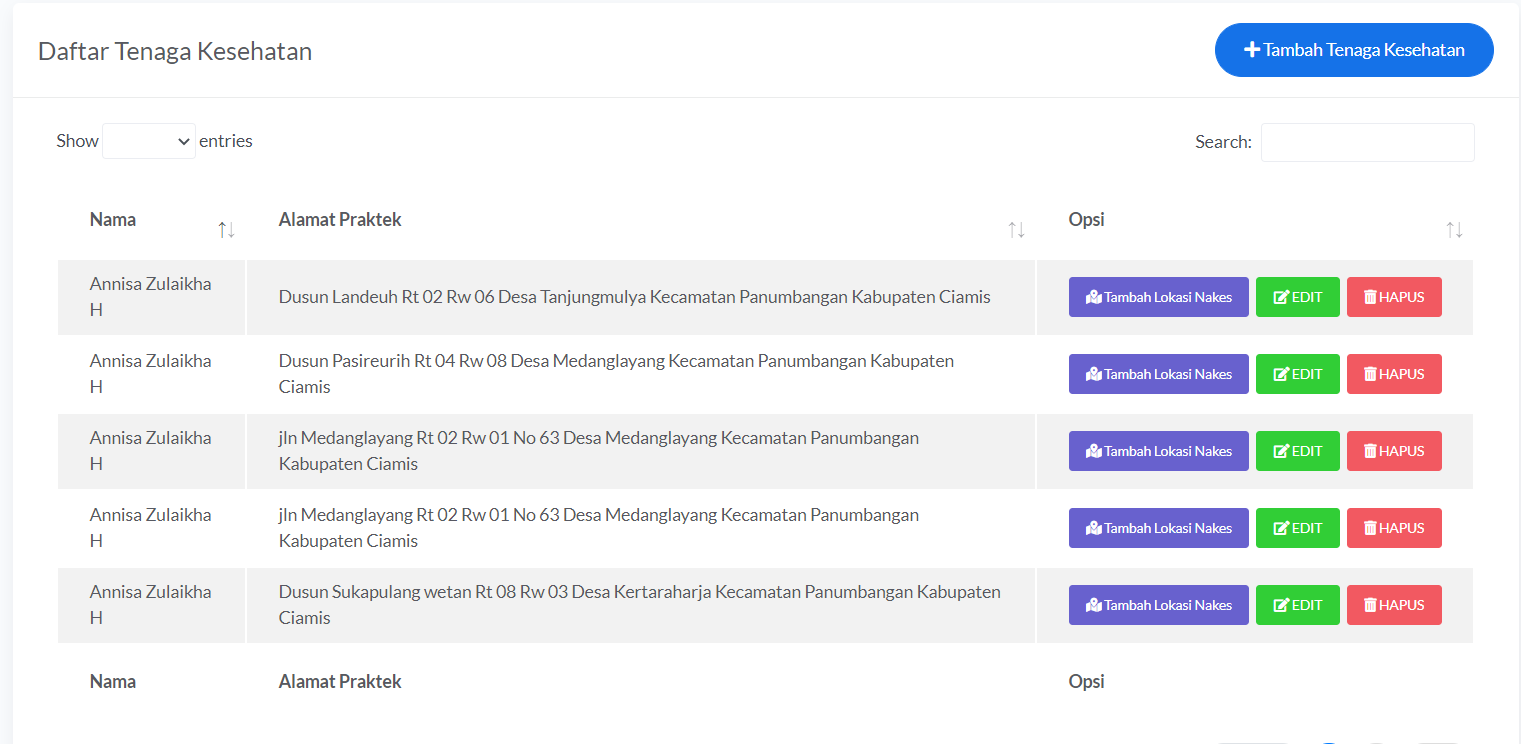 Daftar Tenaga Kesehatan
Tambah Tenaga Kesehatan
Show entries
Search:
Nama Alamat Praktek Opsi
Annisa Zulaikha
H
Dusun Landeuh Rt 02 Rw 06 Desa Tanjungmulya Kecamatan Panumbangan Kabupaten Ciamis
Tambah Lokasi Nakes EDIT HAPUS
Annisa Zulaikha
H
Dusun Pasireurih Rt 04 Rw 08 Desa Medanglayang Kecamatan Panumbangan Kabupaten
Ciamis
Tambah Lokasi Nakes EDIT HAPUS
Annisa Zulaikha
H
jln Medanglayang Rt 02 Rw 01 No 63 Desa Medanglayang Kecamatan Panumbangan
Kabupaten Ciamis
Tambah Lokasi Nakes EDIT HAPUS
Annisa Zulaikha
H
jln Medanglayang Rt 02 Rw 01 No 63 Desa Medanglayang Kecamatan Panumbangan
Kabupaten Ciamis
Tambah Lokasi Nakes EDIT HAPUS
Annisa Zulaikha
H
Dusun Sukapulang wetan Rt 08 Rw 03 Desa Kertaraharja Kecamatan Panumbangan Kabupaten
Ciamis
Tambah Lokasi Nakes EDIT HAPUS
Nama Alamat Praktek Opsi